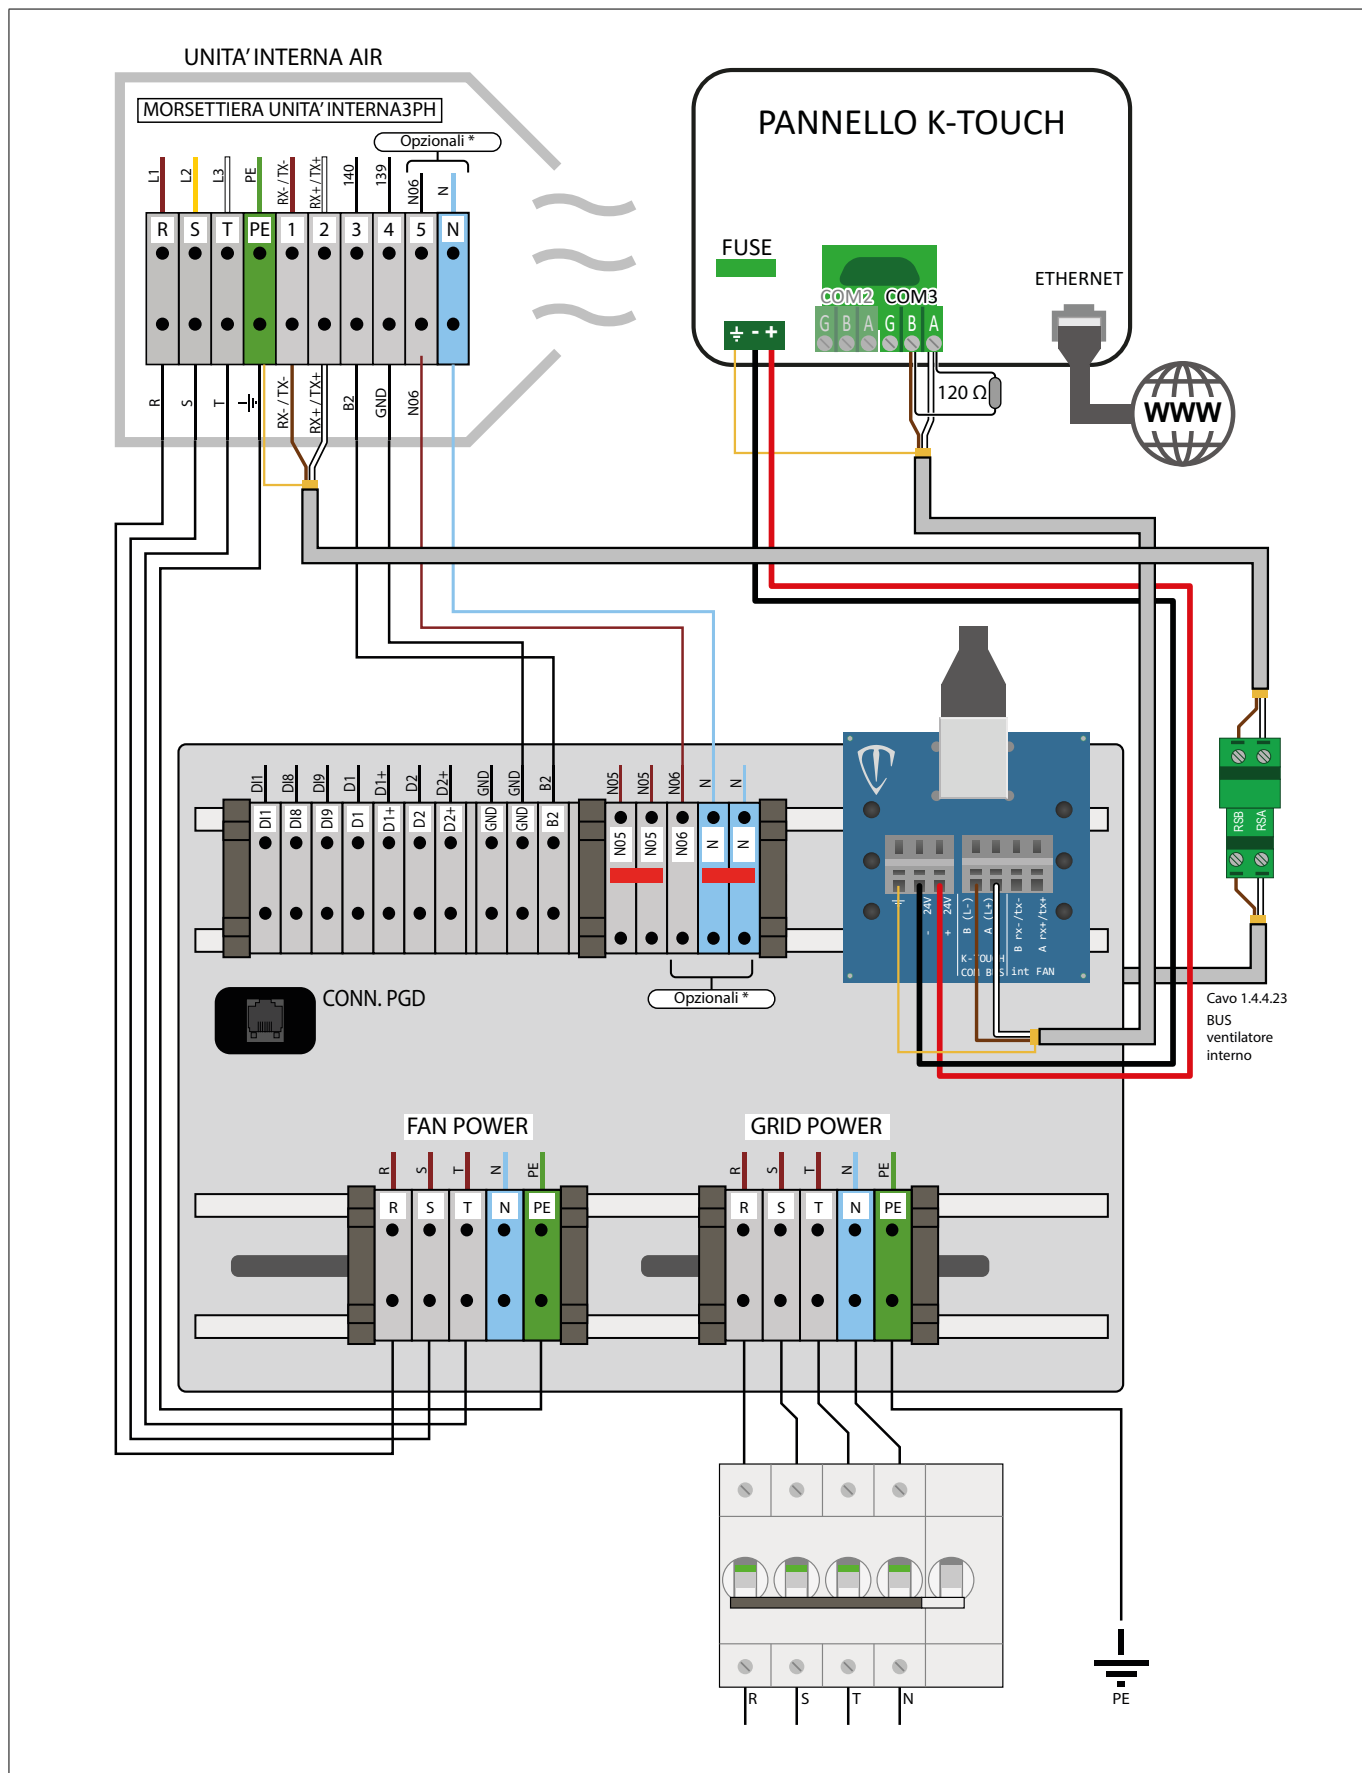 UNITA’ INTERNA AIR
MORSETTIERA UNITA’ INTERNA3PH
Opzionali *
L1 L2 L3 PE RX- / TX- RX+ / TX+ 140 139 N06 N
R S T PE 1 2 3 4 5 N
R S T RX- / TX- RX+ / TX+ B2 GND N06
PANNELLO K-TOUCH
FUSE
COM2 COM3
G B A G B A
- +
ETHERNET
120 Ω
WWW
DI1 DI8 DI9 D1 D1+ D2 D2+ GND GND B2 N05 N05 N06 N N
DI1 DI8 DI9 D1 D1+ D2 D2+ GND GND B2 N05 N05 N06 N N
Opzionali *
- 24V
+ 24V
B (L-)
A (L+)
B rx-/tx-
A rx+/tx+
K-TOUCH
CON BUS
int FAN
RSB RSA
Cavo 1.4.4.23
BUS
ventilatore
interno
CONN. PGD
FAN POWER
R S T N PE
R S T N PE
GRID POWER
R S T N PE
R S T N PE
R S T N
PE